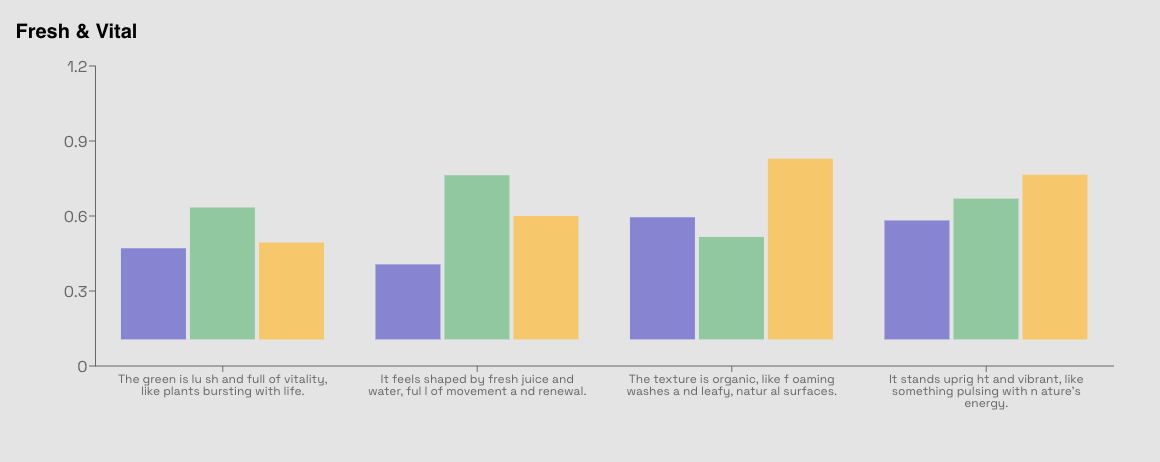 Fresh & Vital
1.2
0.9
0.6
0.3
0
The green is lu sh and full of vitality,
like plants bursting with life.
It feels shaped by fresh juice and
water, ful l of movement a nd renewal.
The texture is organic, like f oaming
washes a nd leafy, natur al surfaces.
It stands uprig ht and vibrant, like
something pulsing with n ature's
energy.